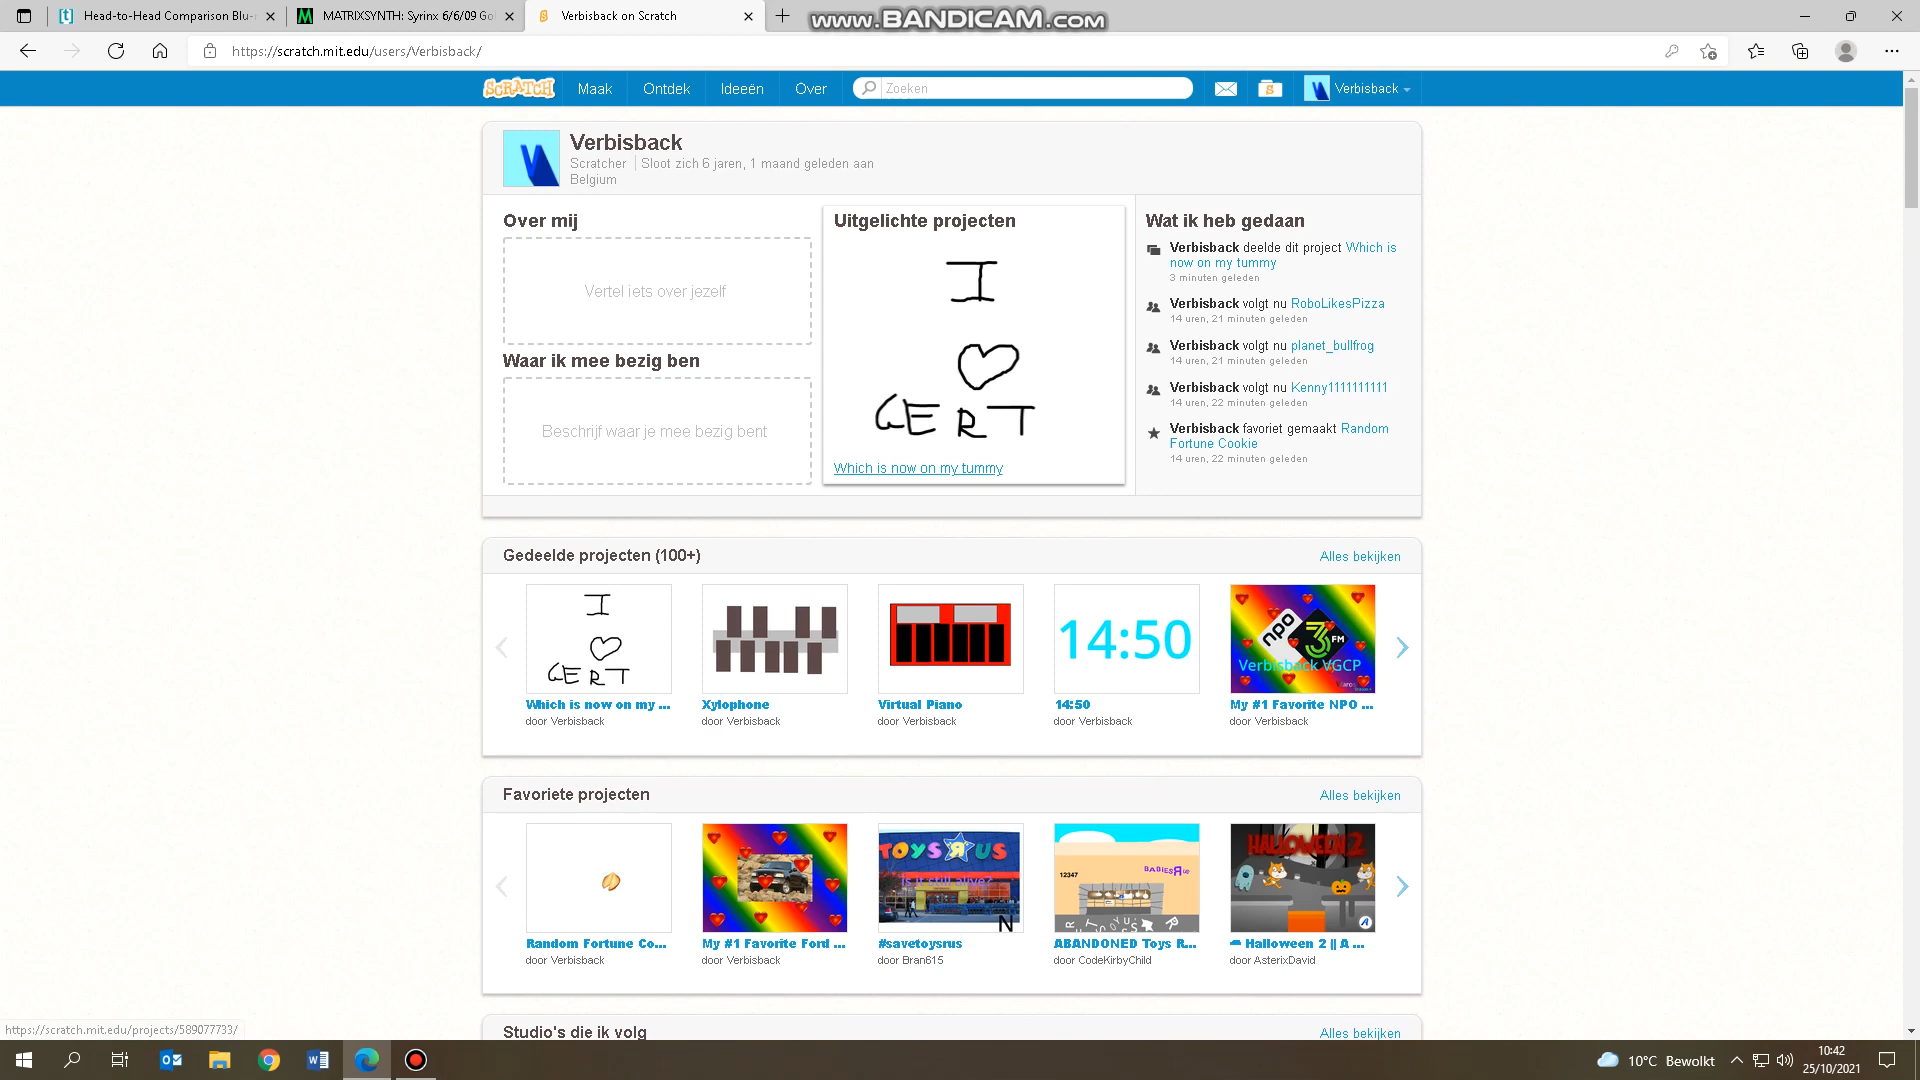 Head-to-Head Comparison Blu-
MATRIXSYNTH: Syrinx 6/6/09 Go
Verbisback on Scratch
www.BANDICAM.com
https://scratch.mit.edu/users/Verbisback/
SCRATCH
Maak
Ontdek
Ideeën
Over
Zoeken
Verbisback
Verbisback
Scratcher
Sloot zich 6 jaren, 1 maand geleden aan
Belgium
Over mij
Vertel iets over jezelf
Waar ik mee bezig ben
Beschrijf waar je mee bezig bent
Uitgelichte projecten
I
GERT
Which is now on my tummy
Wat ik heb gedaan
Verbisback deelde dit project Which is
now on my tummy
3 minuten geleden
Verbisback volgt nu RoboLikesPizza
14 uren, 21 minuten geleden
Verbisback volgt nu planet_bullfrog
14 uren, 21 minuten geleden
Verbisback volgt nu Kenny1111111111
14 uren, 22 minuten geleden
Verbisback favoriet gemaakt Random
Fortune Cookie
14 uren, 22 minuten geleden
Gedeelde projecten (100+)
Alles bekijken
I
GERT
14:50
npo
3
FM
Verbisback VGCP
Which is now on my ...
door Verbisback
Xylophone
door Verbisback
Virtual Piano
door Verbisback
14:50
door Verbisback
My #1 Favorite NPO ...
door Verbisback
Favoriete projecten
Alles bekijken
TOYS R US
is it still alive?
N
12347
BABIESRus
HALLOWEEN 2
Random Fortune Co...
door Verbisback
My #1 Favorite Ford ...
door Verbisback
#savetoysrus
door Bran615
ABANDONED Toys R...
door CodeKirbyChild
Halloween 2 || A ...
door AsterixDavid
Studio's die ik volg
Alles bekijken
https://scratch.mit.edu/projects/589077733/
10°C Bewolkt
10:42
25/10/2021